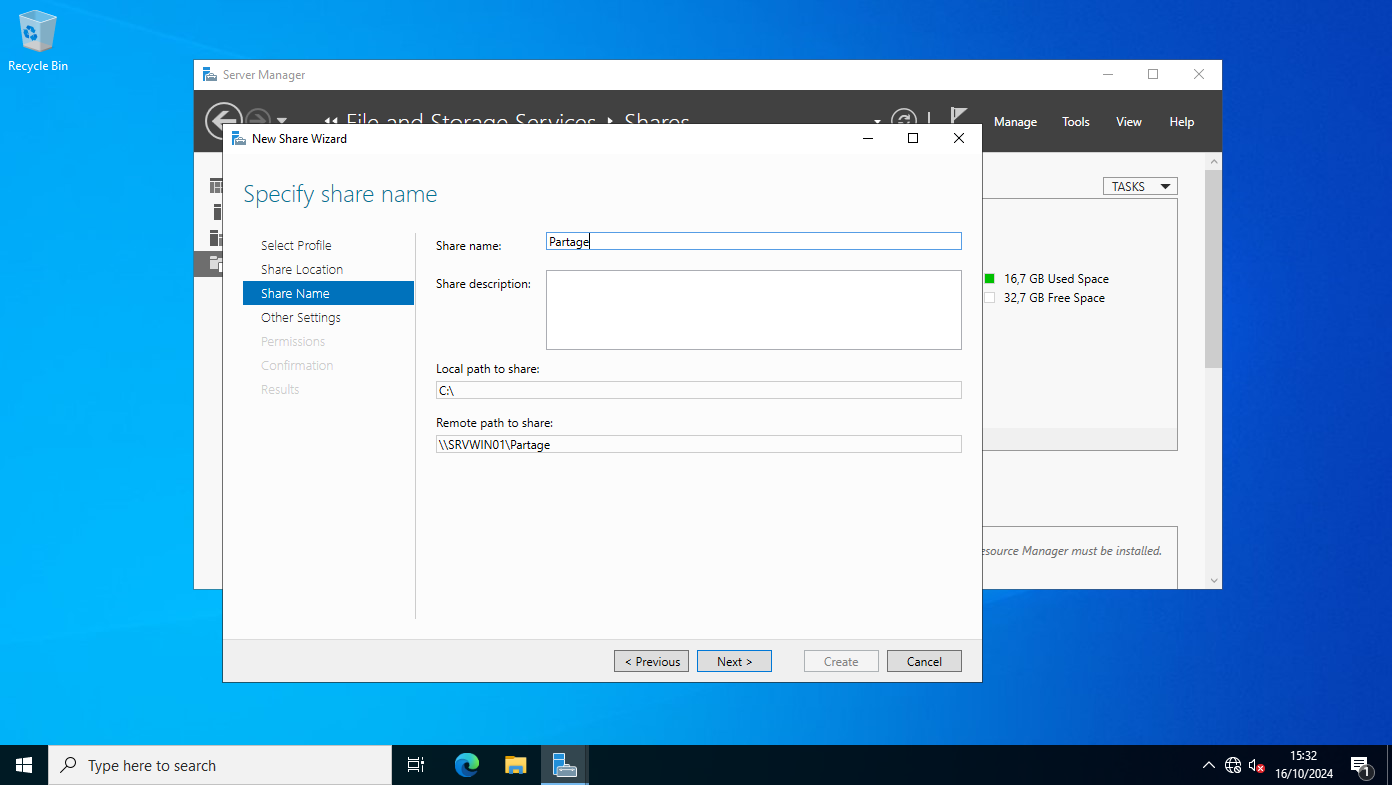 Recycle Bin
Server Manager
File and Storage Services Shares
Manage Tools View Help
New Share Wizard
TASKS
Specify share name
Select Profile
Share Location
Share Name
Other Settings
Permissions
Confirmation
Results
Share name: Partage
Share description:
Local path to share:
C:\
Remote path to share:
\\SRVWIN01\Partage
16,7 GB Used Space
32,7 GB Free Space
esource Manager must be installed.
< Previous Next > Create Cancel
Type here to search
15:32
16/10/2024
1